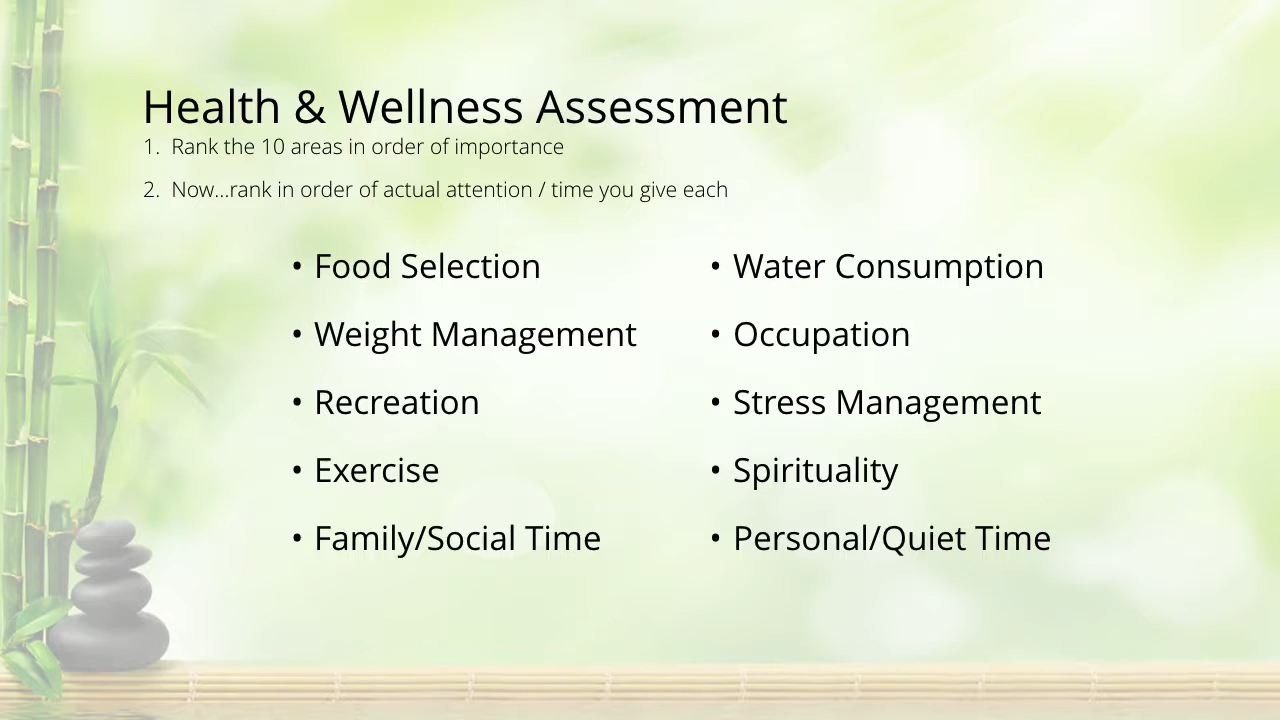 Health & Wellness Assessment
1. Rank the 10 areas in order of importance
2. Now...rank in order of actual attention / time you give each
• Food Selection
• Weight Management
• Recreation
• Exercise
• Family/Social Time
• Water Consumption
• Occupation
• Stress Management
• Spirituality
• Personal/Quiet Time